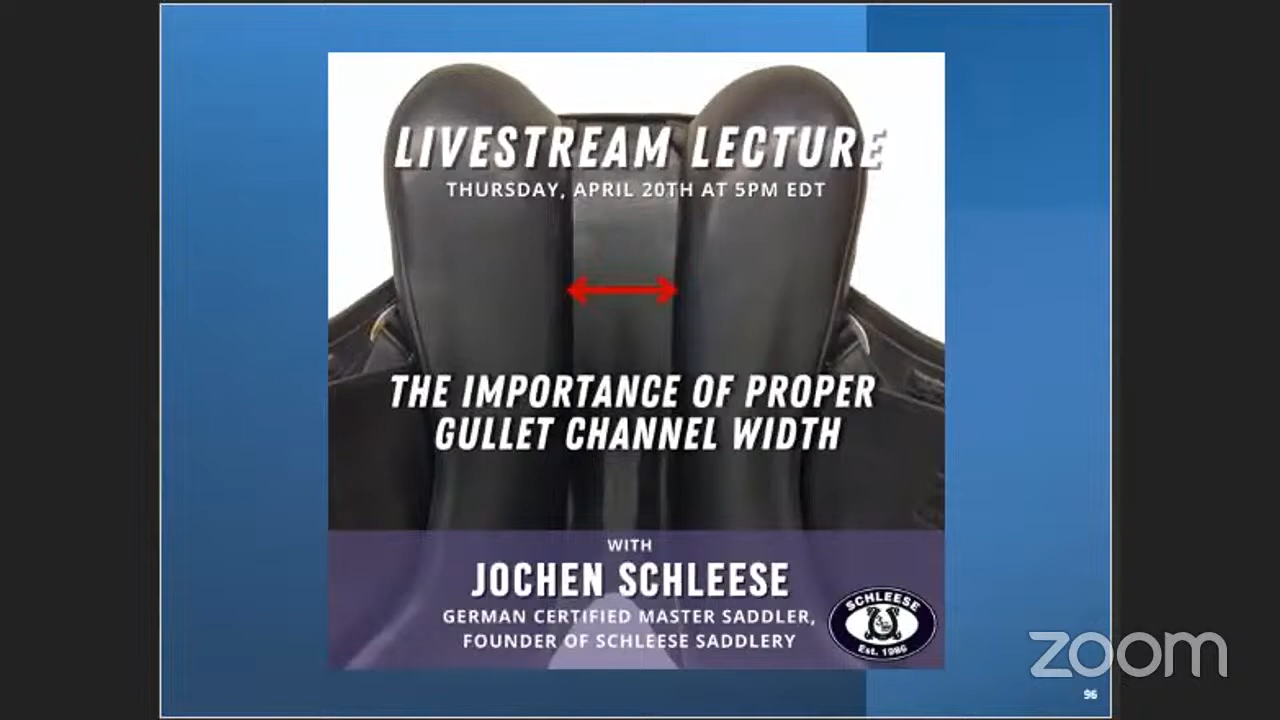 LIVESTREAM LECTURE
THURSDAY, APRIL 20TH AT 5PM EDT
THE IMPORTANCE OF PROPER
GULLET CHANNEL WIDTH
WITH
JOCHEN SCHLEESE
GERMAN CERTIFIED MASTER SADDLER,
FOUNDER OF SCHLEESE SADDLERY
SCHLEESE
Est. 1986
zoom
96